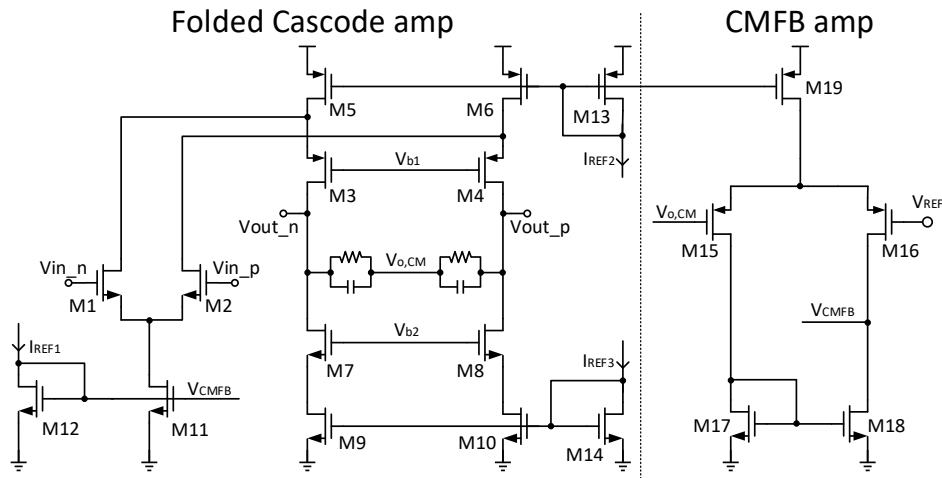 Folded Cascode amp
CMFB amp
M5
M6
M13
M19
M3
Vb1
M4
IREF2
Vout_n
Vout_p
Vo,CM
VREF
M15
M16
Vin_n
Vo,CM
Vin_p
M1
M2
VCMFB
IREF1
Vb2
M7
M8
IREF3
VCMFB
M12
M11
M9
M10
M14
M17
M18